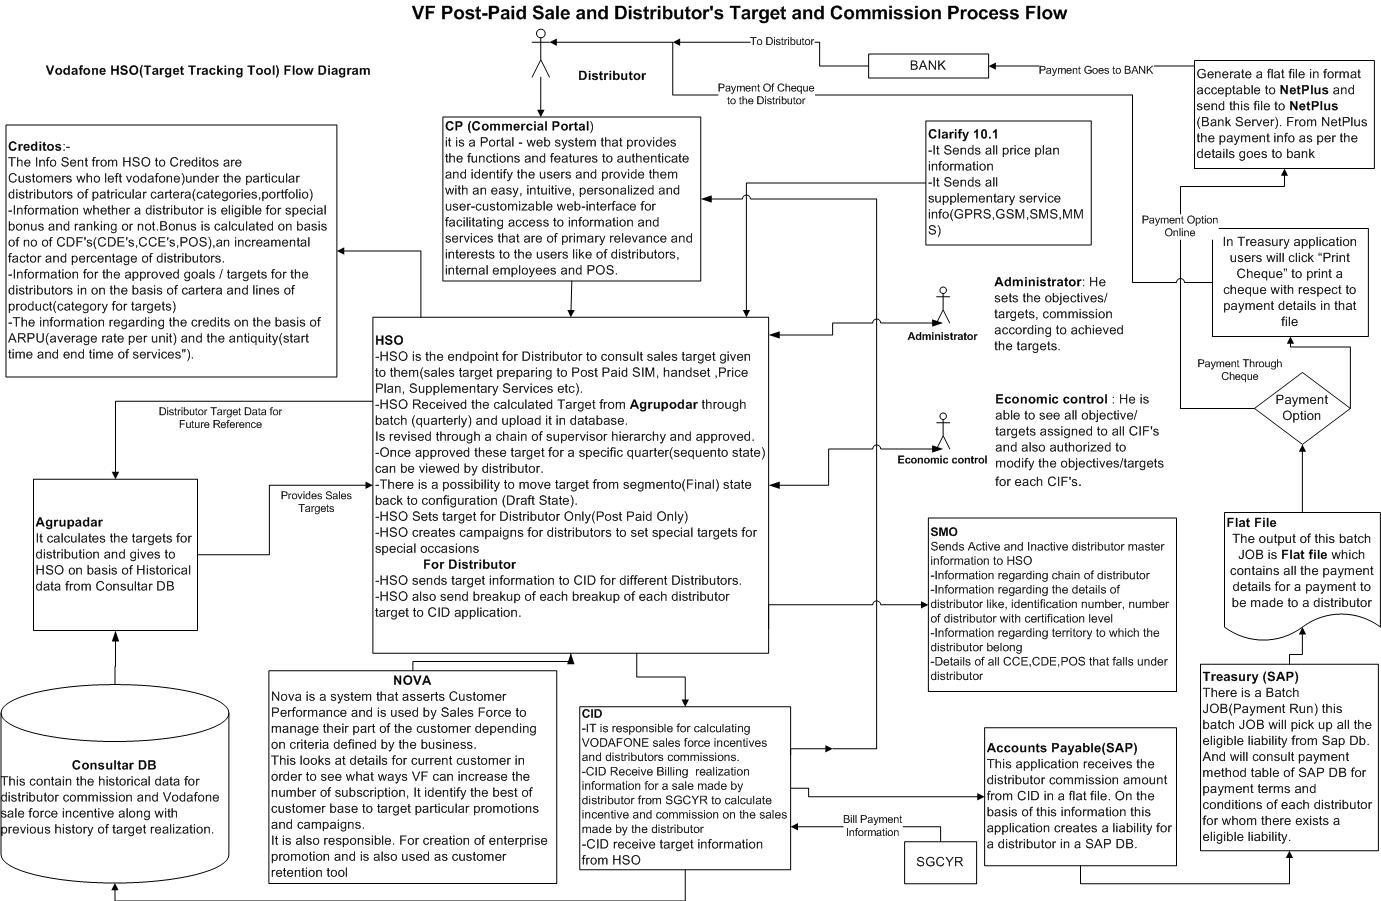 VF Post-Paid Sale and Distributor's Target and Commission Process Flow
Vodafone HSO(Target Tracking Tool) Flow Diagram
Distributor
To Distributor
BANK
Payment Goes to BANK
Payment Of Cheque
to the Distributor
Generate a flat file in format
acceptable to NetPlus and
send this file to NetPlus
(Bank Server). From NetPlus
the payment info as per the
details goes to bank
Creditos:-
The Info Sent from HSO to Creditos are
Customers who left vodafone)under the particular
distributors of patricular cartera(categories,portfolio)
-Information whether a distributor is eligible for special
bonus and ranking or not.Bonus is calculated on basis
of no of CDF's(CDE's,CCE's,POS),an increamental
factor and percentage of distributors.
-Information for the approved goals / targets for the
distributors in on the basis of cartera and lines of
product(category for targets)
-The information regarding the credits on the basis of
ARPU(average rate per unit) and the antiquity(start
time and end time of services").
CP (Commercial Portal)
it is a Portal - web system that provides
the functions and features to authenticate
and identify the users and provide them
with an easy, intuitive, personalized and
user-customizable web-interface for
facilitating access to information and
services that are of primary relevance and
interests to the users like of distributors,
internal employees and POS.
Clarify 10.1
-It Sends all price plan
information
-It Sends all
supplementary service
info(GPRS,GSM,SMS,MM
S)
Payment Option
Online
In Treasury application
users will click “Print
Cheque” to print a
cheque with respect to
payment details in that
file
Administrator
Administrator: He
sets the objectives/
targets, commission
according to achieved
the targets.
Payment Through
Cheque
Payment
Option
HSO
-HSO is the endpoint for Distributor to consult sales target given
to them(sales target preparing to Post Paid SIM, handset ,Price
Plan, Supplementary Services etc).
-HSO Received the calculated Target from Agrupodar through
batch (quarterly) and upload it in database.
Is revised through a chain of supervisor hierarchy and approved.
-Once approved these target for a specific quarter(sequento state)
can be viewed by distributor.
-There is a possibility to move target from segmento(Final) state
back to configuration (Draft State).
-HSO Sets target for Distributor Only(Post Paid Only)
-HSO creates campaigns for distributors to set special targets for
special occasions
For Distributor
-HSO sends target information to CID for different Distributors.
-HSO also send breakup of each breakup of each distributor
target to CID application.
Economic control
Economic control : He is
able to see all objective/
targets assigned to all CIF's
and also authorized to
modify the objectives/targets
for each CIF's.
Distributor Target Data for
Future Reference
Provides Sales
Targets
Agrupadar
It calculates the targets for
distribution and gives to
HSO on basis of Historical
data from Consultar DB
SMO
Sends Active and Inactive distributor master
information to HSO
-Information regarding chain of distributor
-Information regarding the details of
distributor like, identification number, number
of distributor with certification level
-Information regarding territory to which the
distributor belong
-Details of all CCE,CDE,POS that falls under
distributor
Flat File
The output of this batch
JOB is Flat file which
contains all the payment
details for a payment to
be made to a distributor
Consultar DB
This contain the historical data for
distributor commission and Vodafone
sale force incentive along with
previous history of target realization.
NOVA
Nova is a system that asserts Customer
Performance and is used by Sales Force to
manage their part of the customer depending
on criteria defined by the business.
This looks at details for current customer in
order to see what ways VF can increase the
number of subscription, It identify the best of
customer base to target particular promotions
and campaigns.
It is also responsible. For creation of enterprise
promotion and is also used as customer
retention tool
CID
-IT is responsible for calculating
VODAFONE sales force incentives
and distributors commissions.
-CID Receive Billing realization
information for a sale made by
distributor from SGCYR to calculate
incentive and commission on the sales
made by the distributor
-CID receive target information
from HSO
Bill Payment
Information
SGCYR
Accounts Payable(SAP)
This application receives the
distributor commission amount
from CID in a flat file. On the
basis of this information this
application creates a liability for
a distributor in a SAP DB.
Treasury (SAP)
There is a Batch
JOB(Payment Run) this
batch JOB will pick up all the
eligible liability from Sap Db.
And will consult payment
method table of SAP DB for
payment terms and
conditions of each distributor
for whom there exists a
eligible liability.